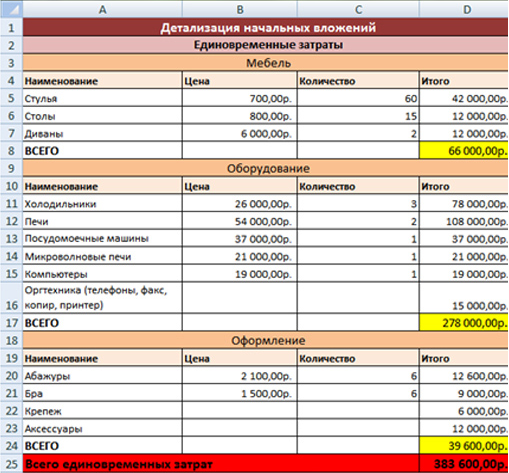 A B C D
1 Детализация начальных вложений
2 Единовременные затраты
3 Мебель
4 Наименование Цена Количество Итого
5 Стулья 700,00р. 60 42 000,00р.
6 Столы 800,00р. 15 12 000,00р.
7 Диваны 6 000,00р. 2 12 000,00р.
8 ВСЕГО 66 000,00р.
9 Оборудование
10 Наименование Цена Количество Итого
11 Холодильники 26 000,00р. 3 78 000,00р.
12 Печи 54 000,00р. 2 108 000,00р.
13 Посудомоечные машины 37 000,00р. 1 37 000,00р.
14 Микроволновые печи 21 000,00р. 1 21 000,00р.
15 Компьютеры 19 000,00р. 1 19 000,00р.
Оргтехника (телефоны, факс,
16 копир, принтер) 15 000,00р.
17 ВСЕГО 278 000,00р.
18 Оформление
19 Наименование Цена Количество Итого
20 Абажуры 2 100,00р. 6 12 600,00р.
21 Бра 1 500,00р. 6 9 000,00р.
22 Крепеж 6 000,00р.
23 Аксессуары 12 000,00р.
24 ВСЕГО 39 600,00р.
25 Всего единовременных затрат 383 600,00р.